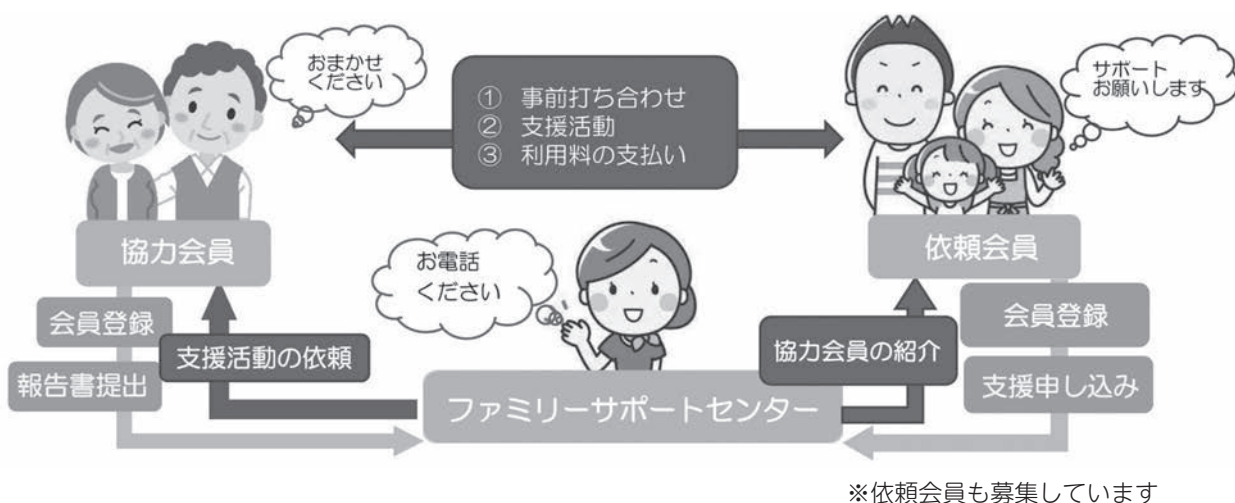 おまかせ
ください
① 事前打ち合わせ
② 支援活動
③ 利用料の支払い
サポート
お願いします
協力会員
依頼会員
お電話
ください
会員登録
報告書提出
支援活動の依頼
協力会員の紹介
会員登録
支援申し込み
ファミリーサポートセンター
※依頼会員も募集しています